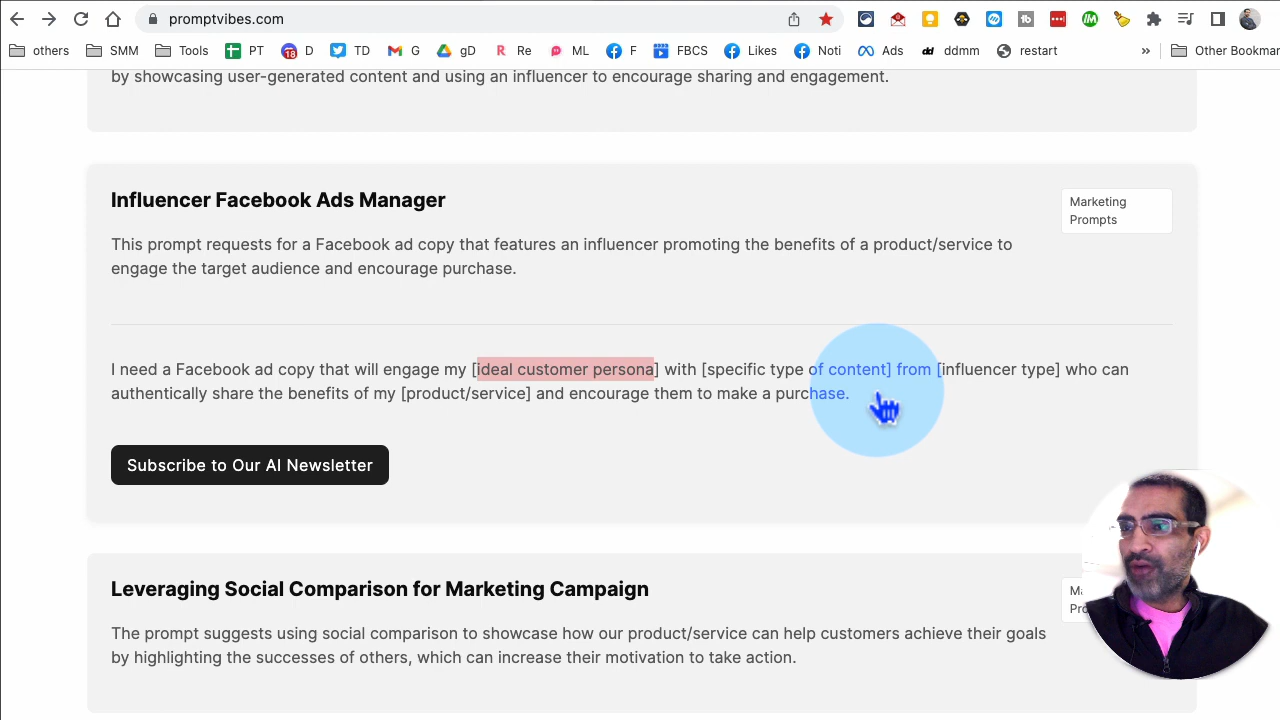 promptvibes.com
others SMM Tools PT 18 D TD G gD Re ML F FBCS Likes Noti Ads dd ddmm restart » Other Bookmar
by showcasing user-generated content and using an influencer to encourage sharing and engagement.
Influencer Facebook Ads Manager
Marketing
Prompts
This prompt requests for a Facebook ad copy that features an influencer promoting the benefits of a product/service to
engage the target audience and encourage purchase.
I need a Facebook ad copy that will engage my [ideal customer persona] with [specific type of content] from [influencer type] who can
authentically share the benefits of my [product/service] and encourage them to make a purchase.
Subscribe to Our AI Newsletter
Leveraging Social Comparison for Marketing Campaign
The prompt suggests using social comparison to showcase how our product/service can help customers achieve their goals
by highlighting the successes of others, which can increase their motivation to take action.